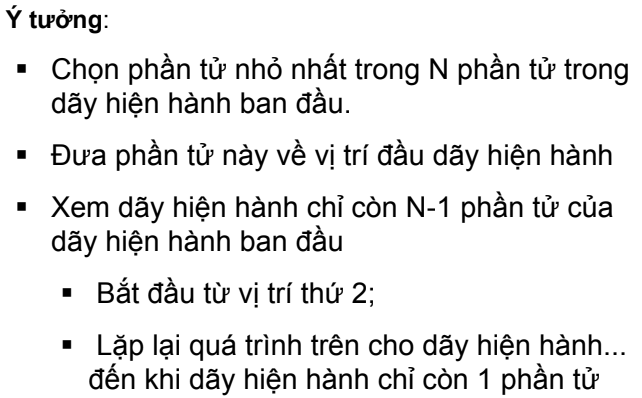 Ý tưởng:
▪ Chọn phần tử nhỏ nhất trong N phần tử trong
dãy hiện hành ban đầu.
▪ Đưa phần tử này về vị trí đầu dãy hiện hành
▪ Xem dãy hiện hành chỉ còn N-1 phần tử của
dãy hiện hành ban đầu
▪ Bắt đầu từ vị trí thứ 2;
▪ Lặp lại quá trình trên cho dãy hiện hành...
đến khi dãy hiện hành chỉ còn 1 phần tử